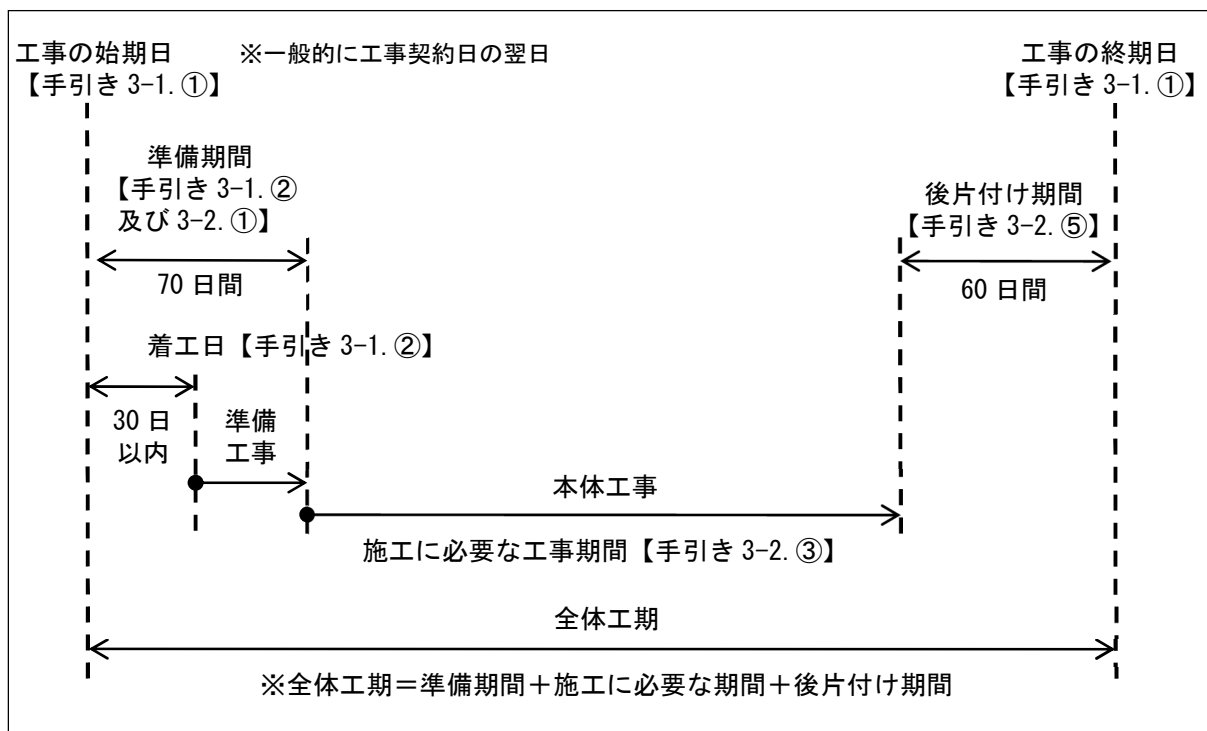 工事の始期日
【手引き 3-1. ①】
※一般的に工事契約日の翌日
工事の終期日
【手引き 3-1. ①】
準備期間
【手引き 3-1. ②
及び 3-2. ①】
70 日間
後片付け期間
【手引き 3-2. ⑤】
60 日間
着工日【手引き 3-1. ②】
30 日
以内
準備
工事
本体工事
施工に必要な工事期間【手引き 3-2. ③】
全体工期
※全体工期＝準備期間＋施工に必要な期間＋後片付け期間